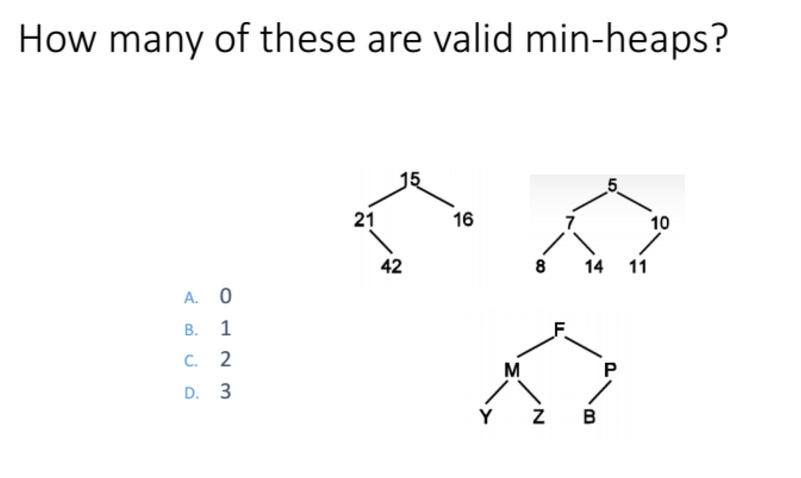 How many of these are valid min-heaps?
15
21 16
42
5
7 10
8 14 11
A. 0
B. 1
C. 2
D. 3
F
M P
Y Z B